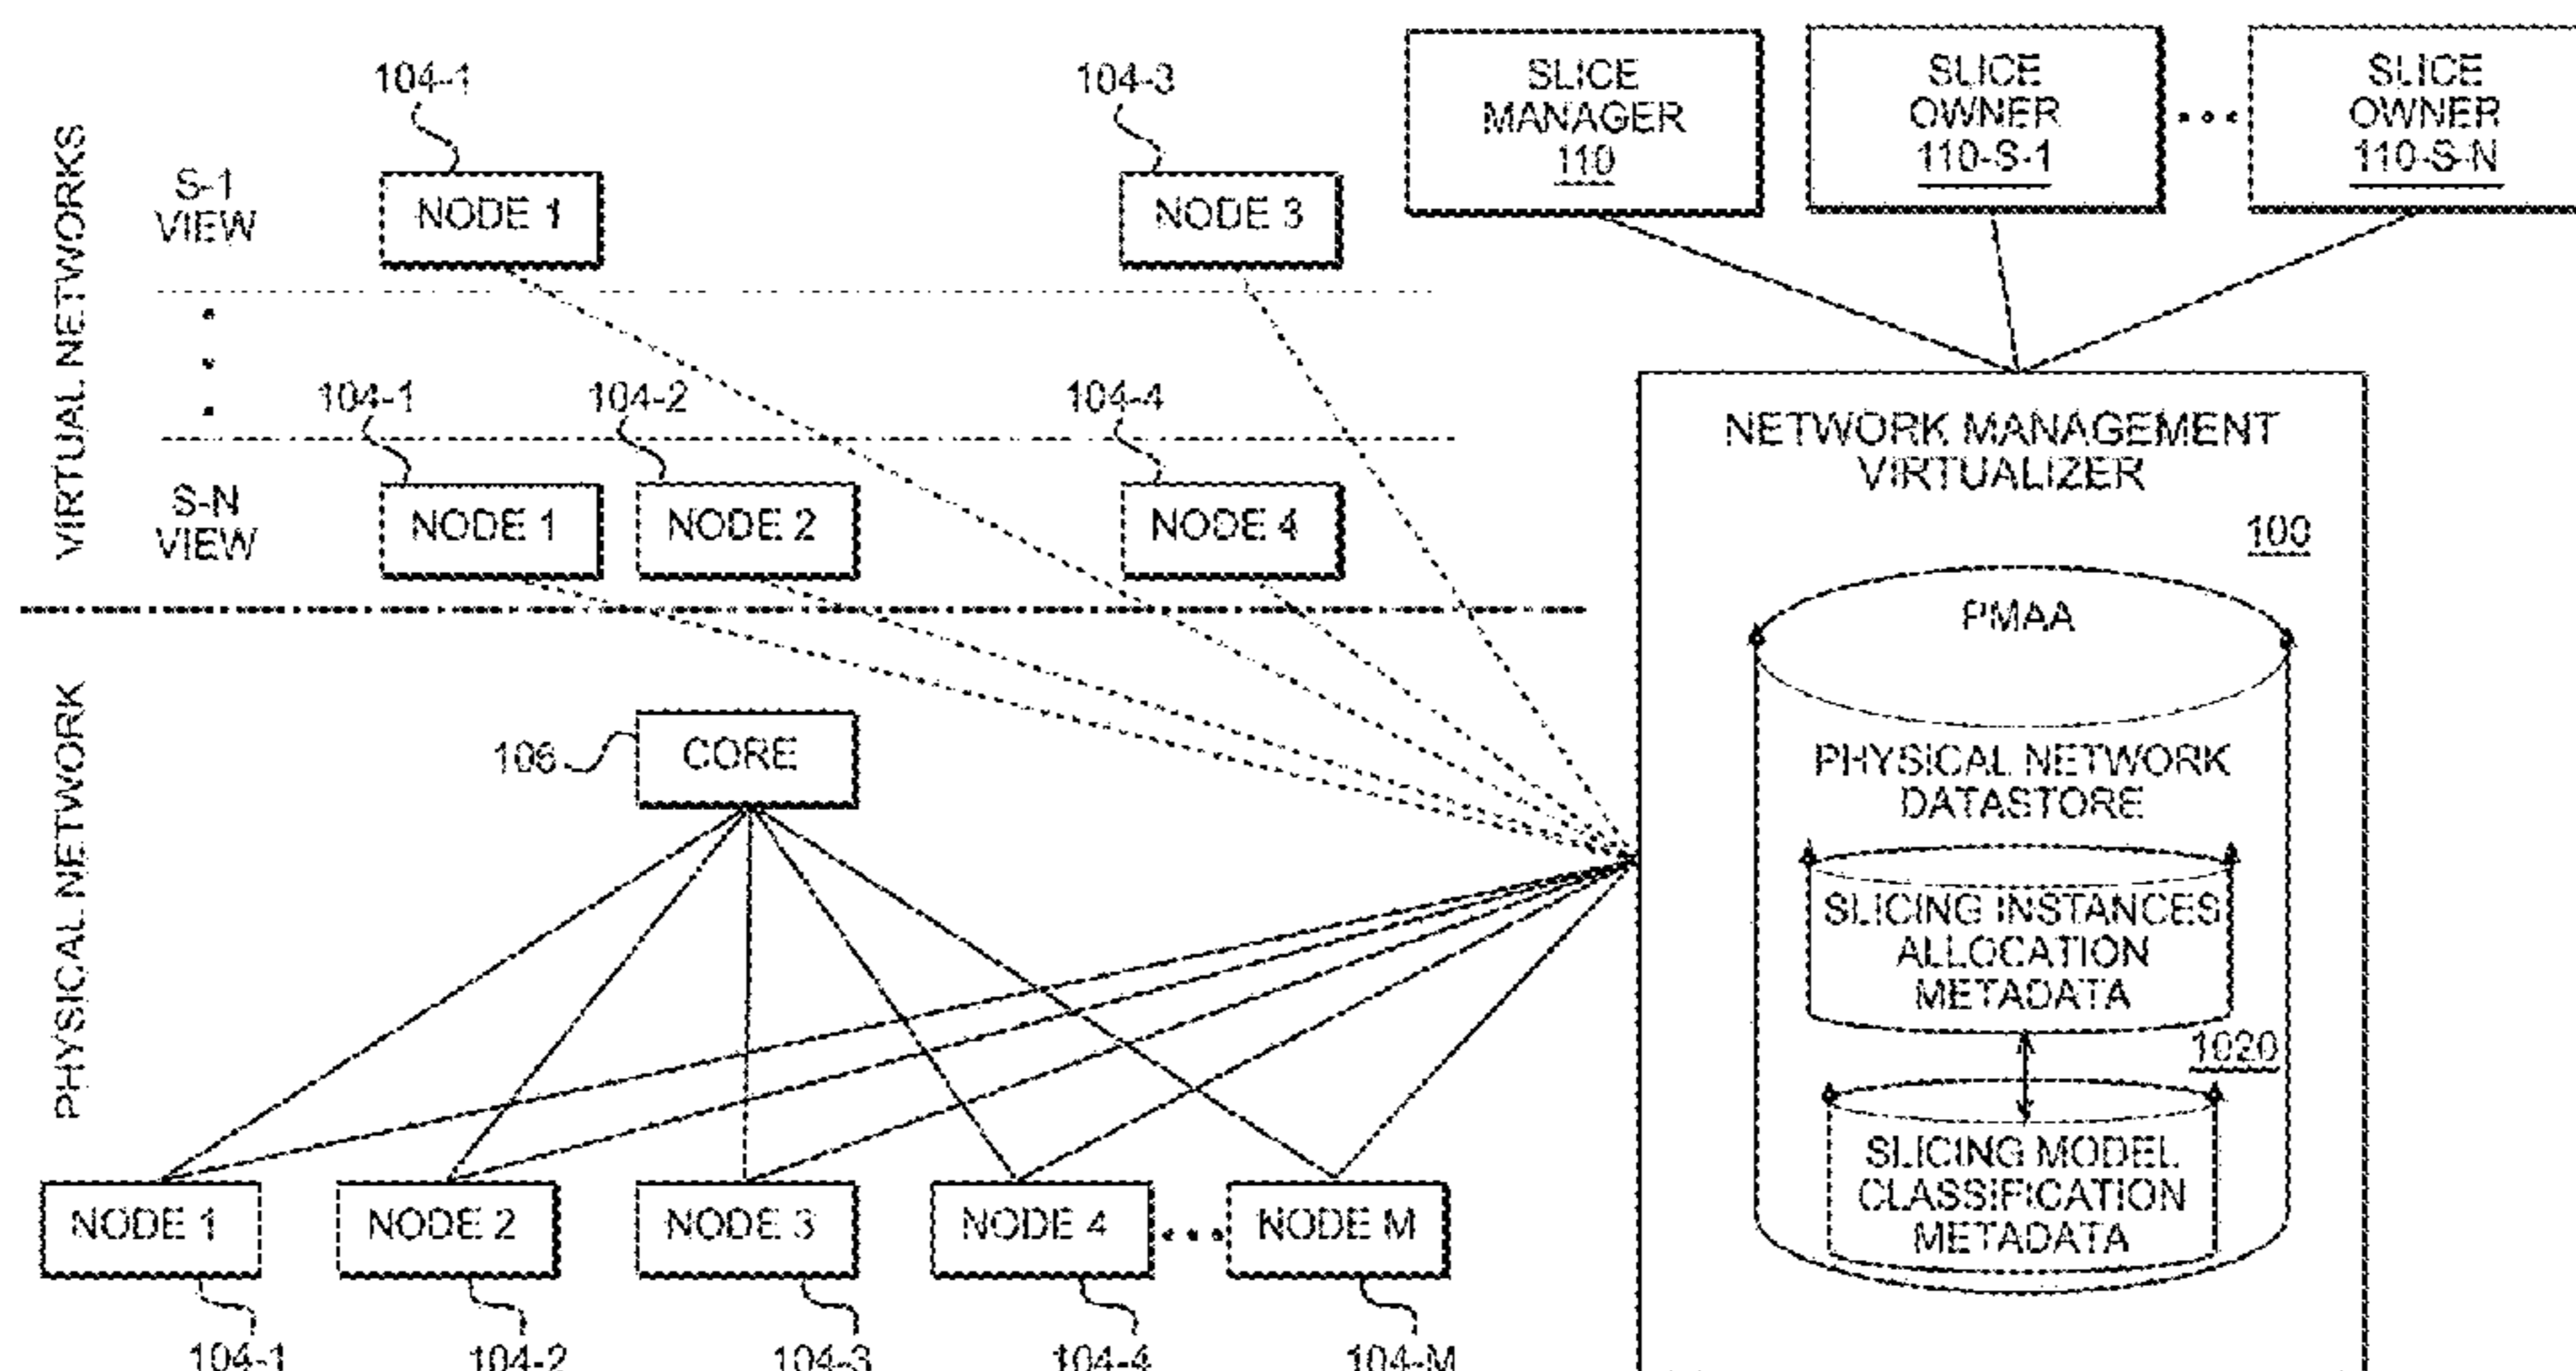 104-1
104-3
SLICE
MANAGER
110
SLICE
OWNER
110-S-1
SLICE
OWNER
110-S-N
VIRTUAL NETWORKS
S-1
VIEW
NODE 1
NODE 3
104-1
104-2
104-4
S-N
VIEW
NODE 1
NODE 2
NODE 4
NETWORK MANAGEMENT
VIRTUALIZER
100
PMAA
PHYSICAL NETWORK
DATASTORE
SLICING INSTANCES
ALLOCATION
METADATA
1020
SLICING MODEL
CLASSIFICATION
METADATA
PHYSICAL NETWORK
106
CORE
NODE 1
NODE 2
NODE 3
NODE 4
NODE M
104-1
104-2
104-3
104-4
104-M